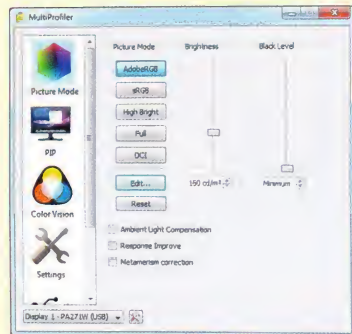 MultiProfiler
Picture Mode
PIP
Color Vision
Settings
Picture Mode Brightness Black Level
AdobeRGB
sRGB
High Bright
Full
DCI
Edit...
Reset
150 cd/m² Minimum
Ambient Light Compensation
Response Improve
Metamerism correction
Display 1 - PA271W (USB)